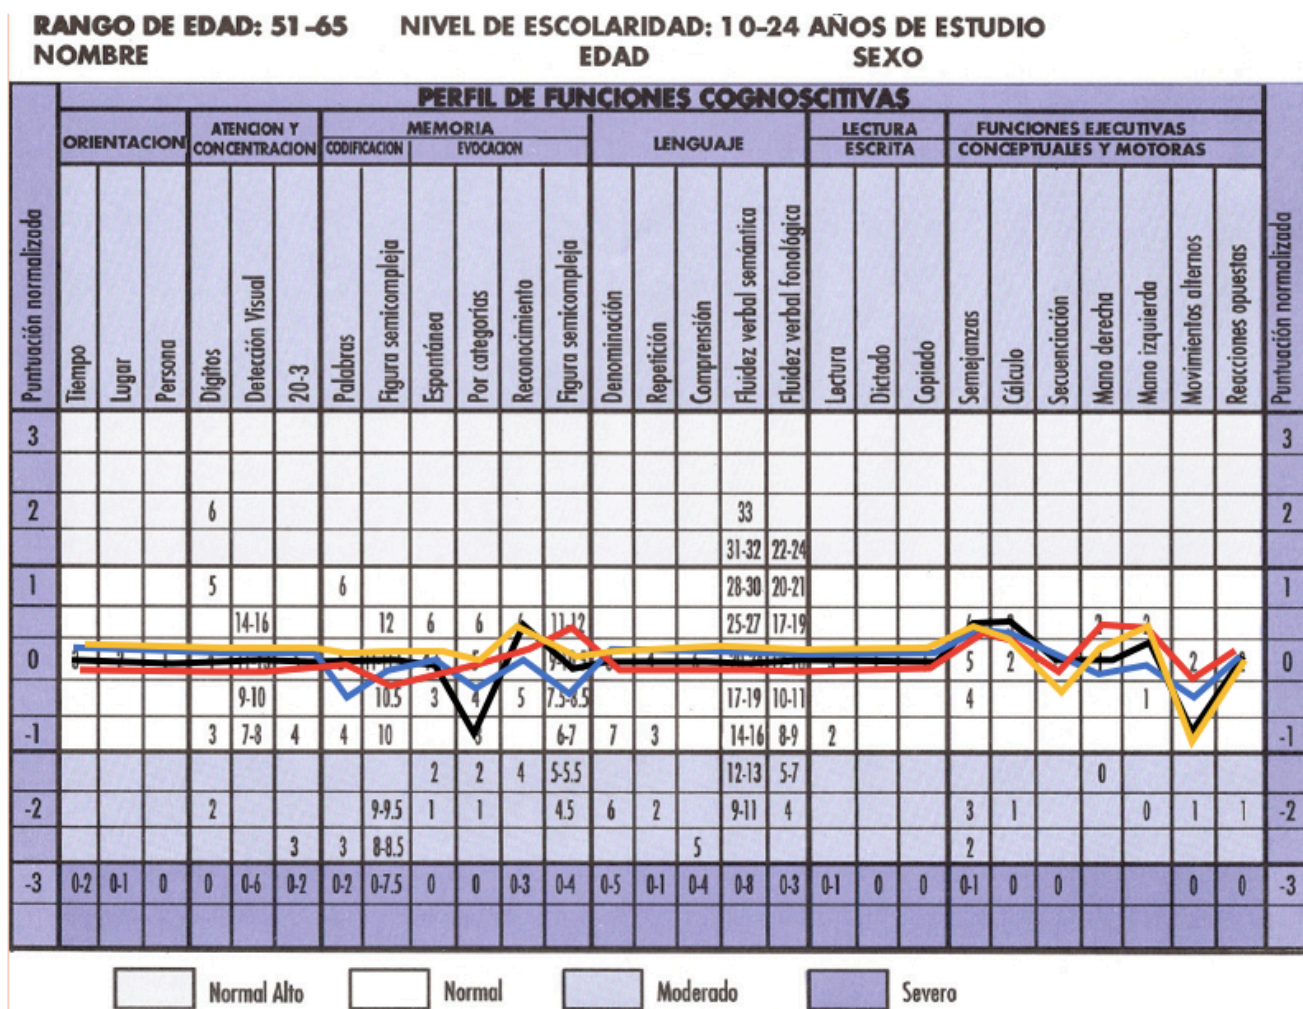 RANGO DE EDAD: 51-65 NIVEL DE ESCOLARIDAD: 10-24 AÑOS DE ESTUDIO
NOMBRE EDAD SEXO
PERFIL DE FUNCIONES COGNOSCITIVAS
ORIENTACION ATENCION Y CONCENTRACION MEMORIA LENGUAJE LECTURA FUNCIONES EJECUTIVAS
CODIFICACION EVOCACION ESCRITA CONCEPTUALES Y MOTORAS
Puntuación normalizada
Tiempo
Lugar
Persona
Dígitos
Detección Visual
20-3
Palabras
Figura semicompleja
Espontánea
Por categorías
Reconocimiento
Figura semicompleja
Denominación
Repetición
Comprensión
Fluidez verbal semántica
Fluidez verbal fonológica
Lectura
Dictado
Copiado
Semejanzas
Cálculo
Secuenciación
Mano derecha
Mano izquierda
Movimientos alternos
Reacciones opuestas
Puntuación normalizada
3 3
2 6 33 2
31-32 22-24
1 5 6 28-30 20-21 1
14-16 12 6 6 11-12 25-27 17-19 2
0 5 2 2 0
9-10 10.5 3 4 5 7.5-8.5 17-19 10-11 4 1
-1 3 7-8 4 4 10 6-7 7 3 14-16 8-9 2 -1
2 2 4 5-5.5 12-13 5-7 0
-2 2 9-9.5 1 1 4.5 6 2 9-11 4 3 1 0 1 1 -2
3 3 8-8.5 5 2
-3 0-2 0-1 0 0 0-6 0-2 0-2 0-7.5 0 0 0-3 0-4 0-5 0-1 0-4 0-8 0-3 0-1 0 0 0-1 0 0 0 0 -3
Normal Alto Normal Moderado Severo